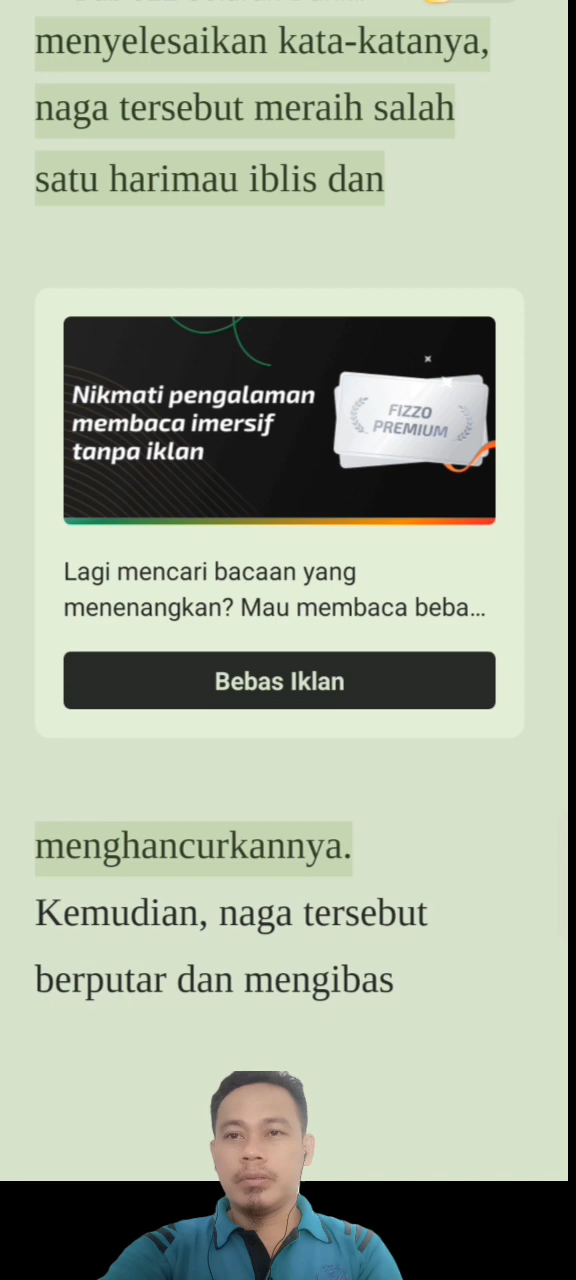 menyelesaikan kata-katanya,
naga tersebut meraih salah
satu harimau iblis dan
Nikmati pengalaman
membaca imersif
tanpa iklan
FIZZO
PREMIUM
Lagi mencari bacaan yang
menenangkan? Mau membaca beba...
Bebas Iklan
menghancurkannya.
Kemudian, naga tersebut
berputar dan mengibas